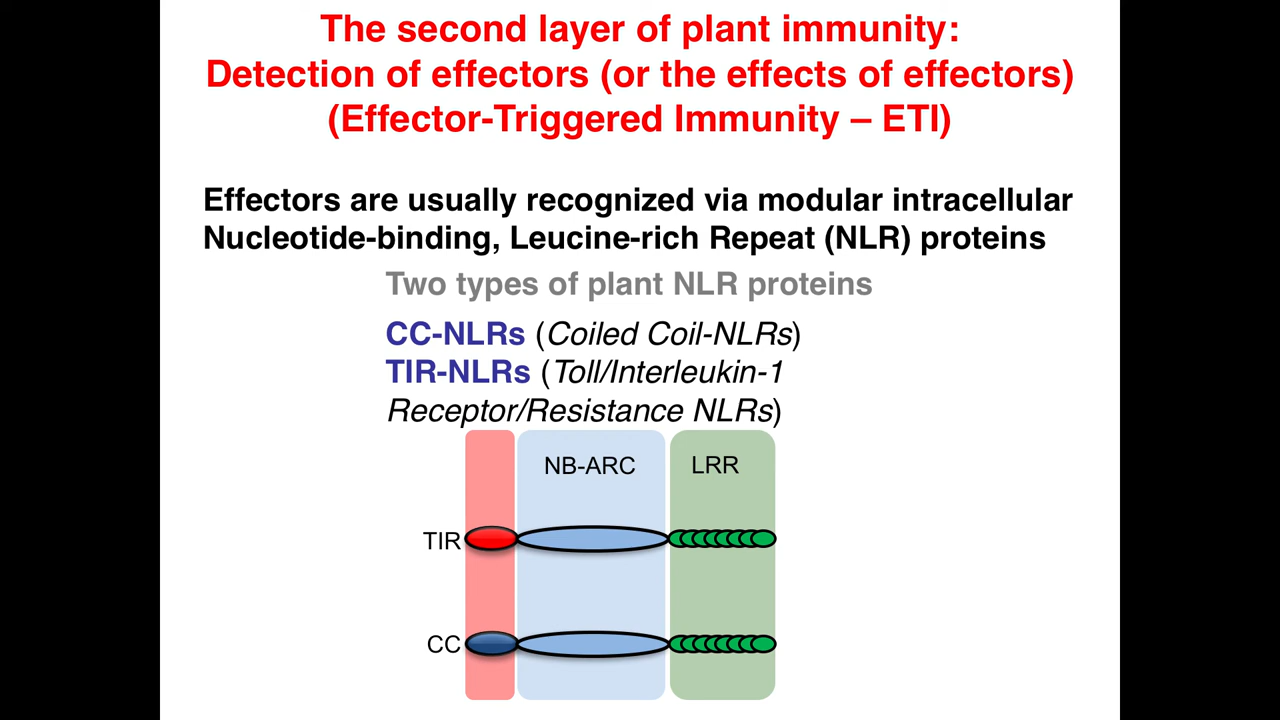 The second layer of plant immunity:
Detection of effectors (or the effects of effectors)
(Effector-Triggered Immunity – ETI)
Effectors are usually recognized via modular intracellular
Nucleotide-binding, Leucine-rich Repeat (NLR) proteins
Two types of plant NLR proteins
CC-NLRs (Coiled Coil-NLRs)
TIR-NLRs (Toll/Interleukin-1
Receptor/Resistance NLRs)
NB-ARC LRR
TIR
CC